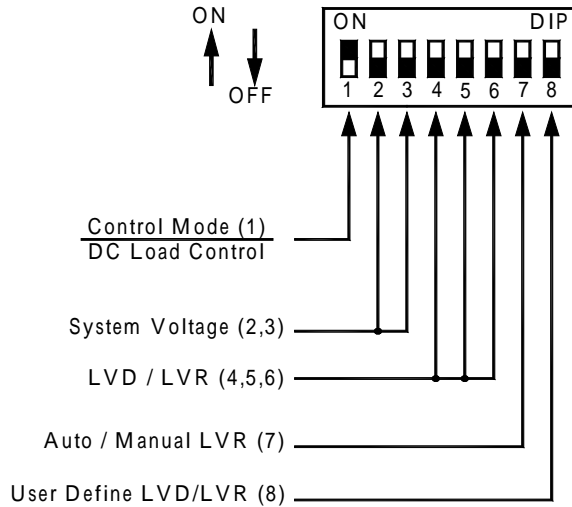 ON
OFF
ON DIP
1 2 3 4 5 6 7 8
Control Mode (1)
DC Load Control
System Voltage (2,3)
LVD / LVR (4,5,6)
Auto / Manual LVR (7)
User Define LVD/LVR (8)